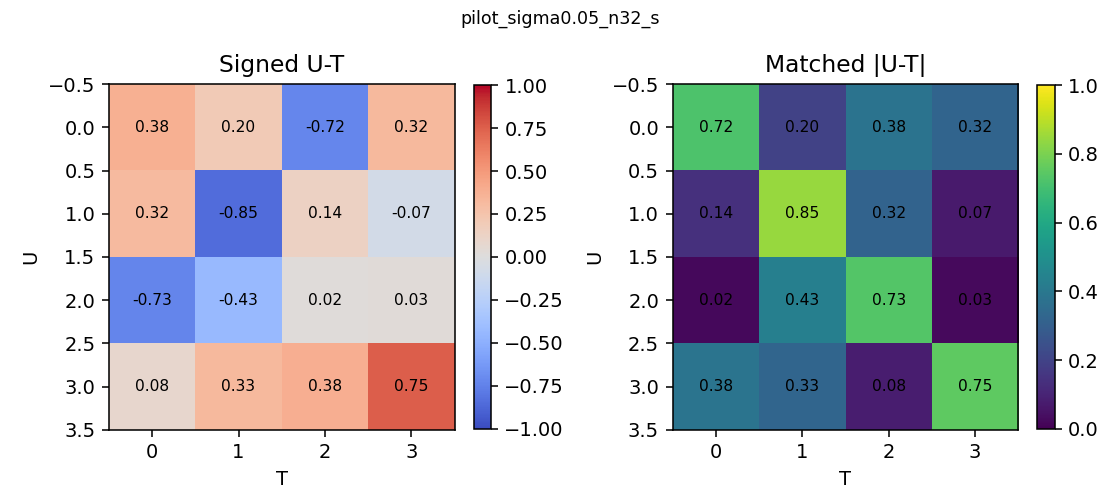 pilot_sigma0.05_n32_s
Signed U-T
−0.5
0.0
0.5
1.0
1.5
2.0
2.5
3.0
3.5
U
0.38 0.20 -0.72 0.32
0.32 -0.85 0.14 -0.07
-0.73 -0.43 0.02 0.03
0.08 0.33 0.38 0.75
0 1 2 3
T
1.00
0.75
0.50
0.25
0.00
−0.25
−0.50
−0.75
−1.00
Matched |U-T|
−0.5
0.0
0.5
1.0
1.5
2.0
2.5
3.0
3.5
U
0.72 0.20 0.38 0.32
0.14 0.85 0.32 0.07
0.02 0.43 0.73 0.03
0.38 0.33 0.08 0.75
0 1 2 3
T
1.0
0.8
0.6
0.4
0.2
0.0